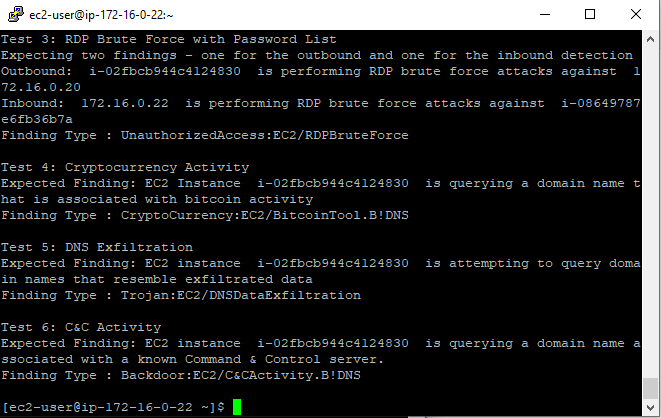 ec2-user@ip-172-16-0-22:~
Test 3: RDP Brute Force with Password List
Expecting two findings - one for the outbound and one for the inbound detection
Outbound:  i-02fbcb944c4124830  is performing RDP brute force attacks against  1
72.16.0.20
Inbound:  172.16.0.22  is performing RDP brute force attacks against  i-08649787
e6fb36b7a
Finding Type : UnauthorizedAccess:EC2/RDPBruteForce
Test 4: Cryptocurrency Activity
Expected Finding: EC2 Instance  i-02fbcb944c4124830  is querying a domain name t
hat is associated with bitcoin activity
Finding Type : CryptoCurrency:EC2/BitcoinTool.B!DNS
Test 5: DNS Exfiltration
Expected Finding: EC2 instance  i-02fbcb944c4124830  is attempting to query doma
in names that resemble exfiltrated data
Finding Type : Trojan:EC2/DNSDataExfiltration
Test 6: C&C Activity
Expected Finding: EC2 instance  i-02fbcb944c4124830  is querying a domain name a
ssociated with a known Command & Control server.
Finding Type : Backdoor:EC2/C&CActivity.B!DNS
[ec2-user@ip-172-16-0-22 ~]$